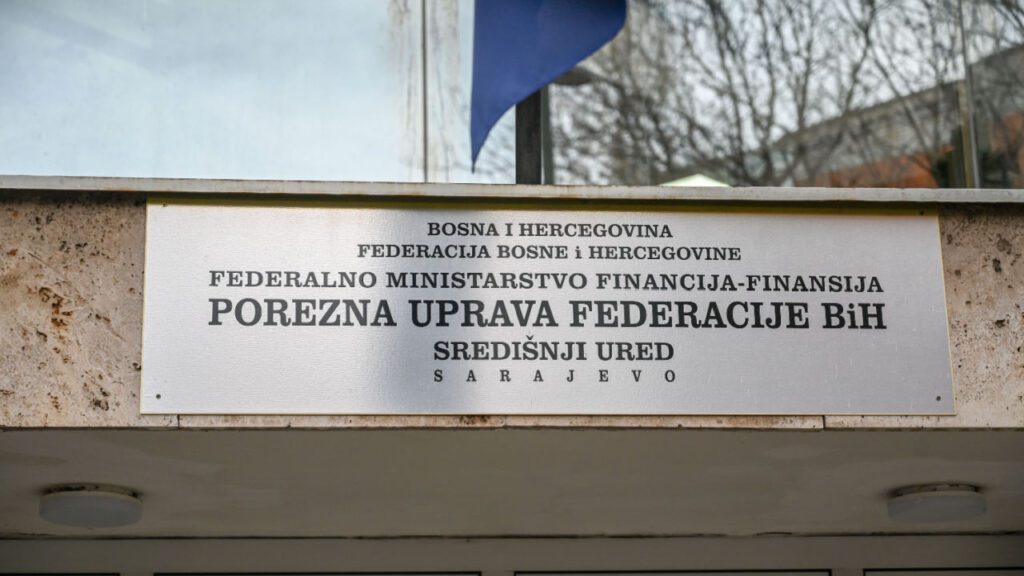 BOSNA I HERCEGOVINA
FEDERACIJA BOSNE i HERCEGOVINE
FEDERALNO MINISTARSTVO FINANCIJA-FINANSIJA
POREZNA UPRAVA FEDERACIJE BiH
SREDIŠNJI URED
SARAJEVO